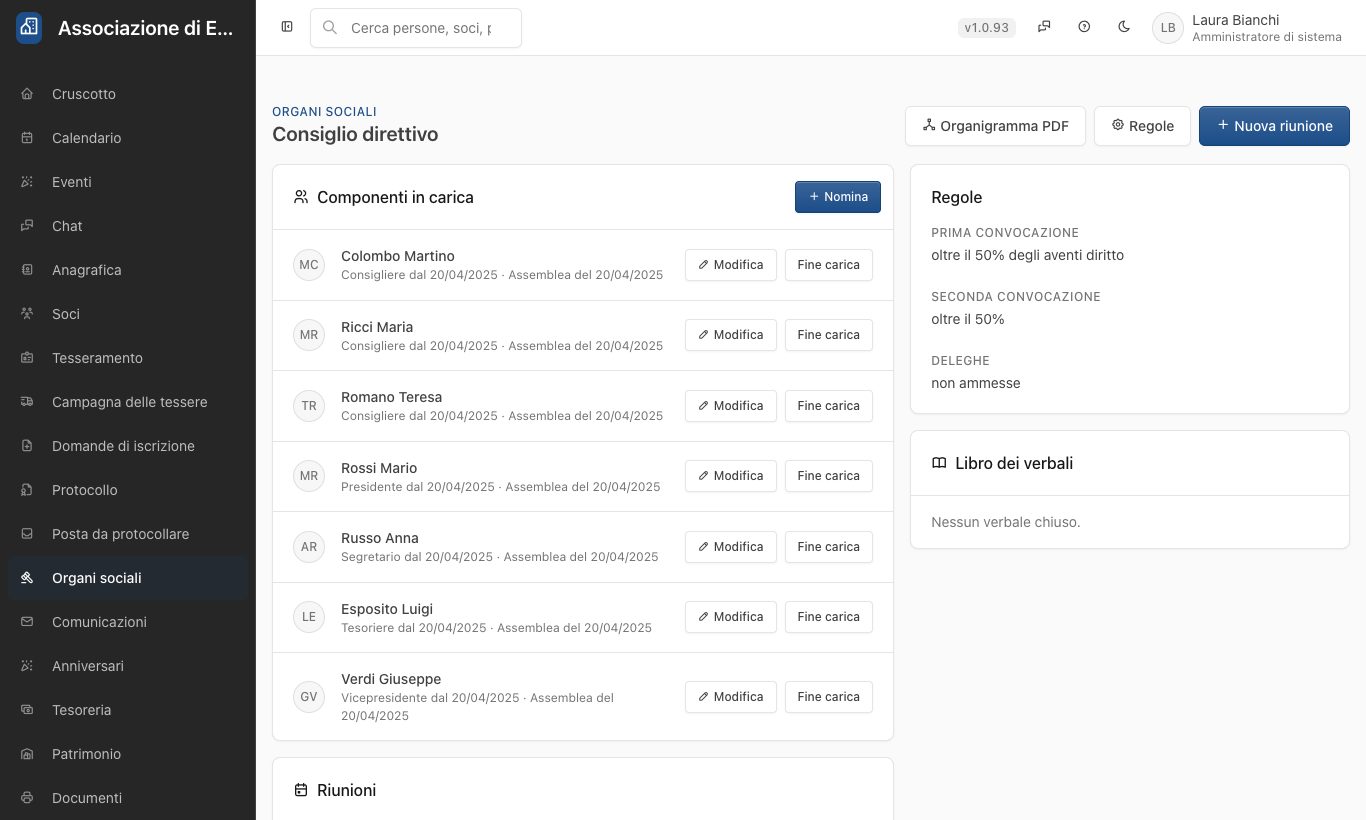 Associazione di E...
Cerca persone, soci, p
v1.0.93
LB
Laura Bianchi
Amministratore di sistema
Cruscotto
Calendario
Eventi
Chat
Anagrafica
Soci
Tesseramento
Campagna delle tessere
Domande di iscrizione
Protocollo
Posta da protocollare
Organi sociali
Comunicazioni
Anniversari
Tesoreria
Patrimonio
Documenti
ORGANI SOCIALI
Consiglio direttivo
Organigramma PDF
Regole
+ Nuova riunione
Componenti in carica
+ Nomina
MC
Colombo Martino
Consigliere dal 20/04/2025 · Assemblea del 20/04/2025
Modifica
Fine carica
MR
Ricci Maria
Consigliere dal 20/04/2025 · Assemblea del 20/04/2025
Modifica
Fine carica
TR
Romano Teresa
Consigliere dal 20/04/2025 · Assemblea del 20/04/2025
Modifica
Fine carica
MR
Rossi Mario
Presidente dal 20/04/2025 · Assemblea del 20/04/2025
Modifica
Fine carica
AR
Russo Anna
Segretario dal 20/04/2025 · Assemblea del 20/04/2025
Modifica
Fine carica
LE
Esposito Luigi
Tesoriere dal 20/04/2025 · Assemblea del 20/04/2025
Modifica
Fine carica
GV
Verdi Giuseppe
Vicepresidente dal 20/04/2025 · Assemblea del
20/04/2025
Modifica
Fine carica
Riunioni
Regole
PRIMA CONVOCAZIONE
oltre il 50% degli aventi diritto
SECONDA CONVOCAZIONE
oltre il 50%
DELEGHE
non ammesse
Libro dei verbali
Nessun verbale chiuso.